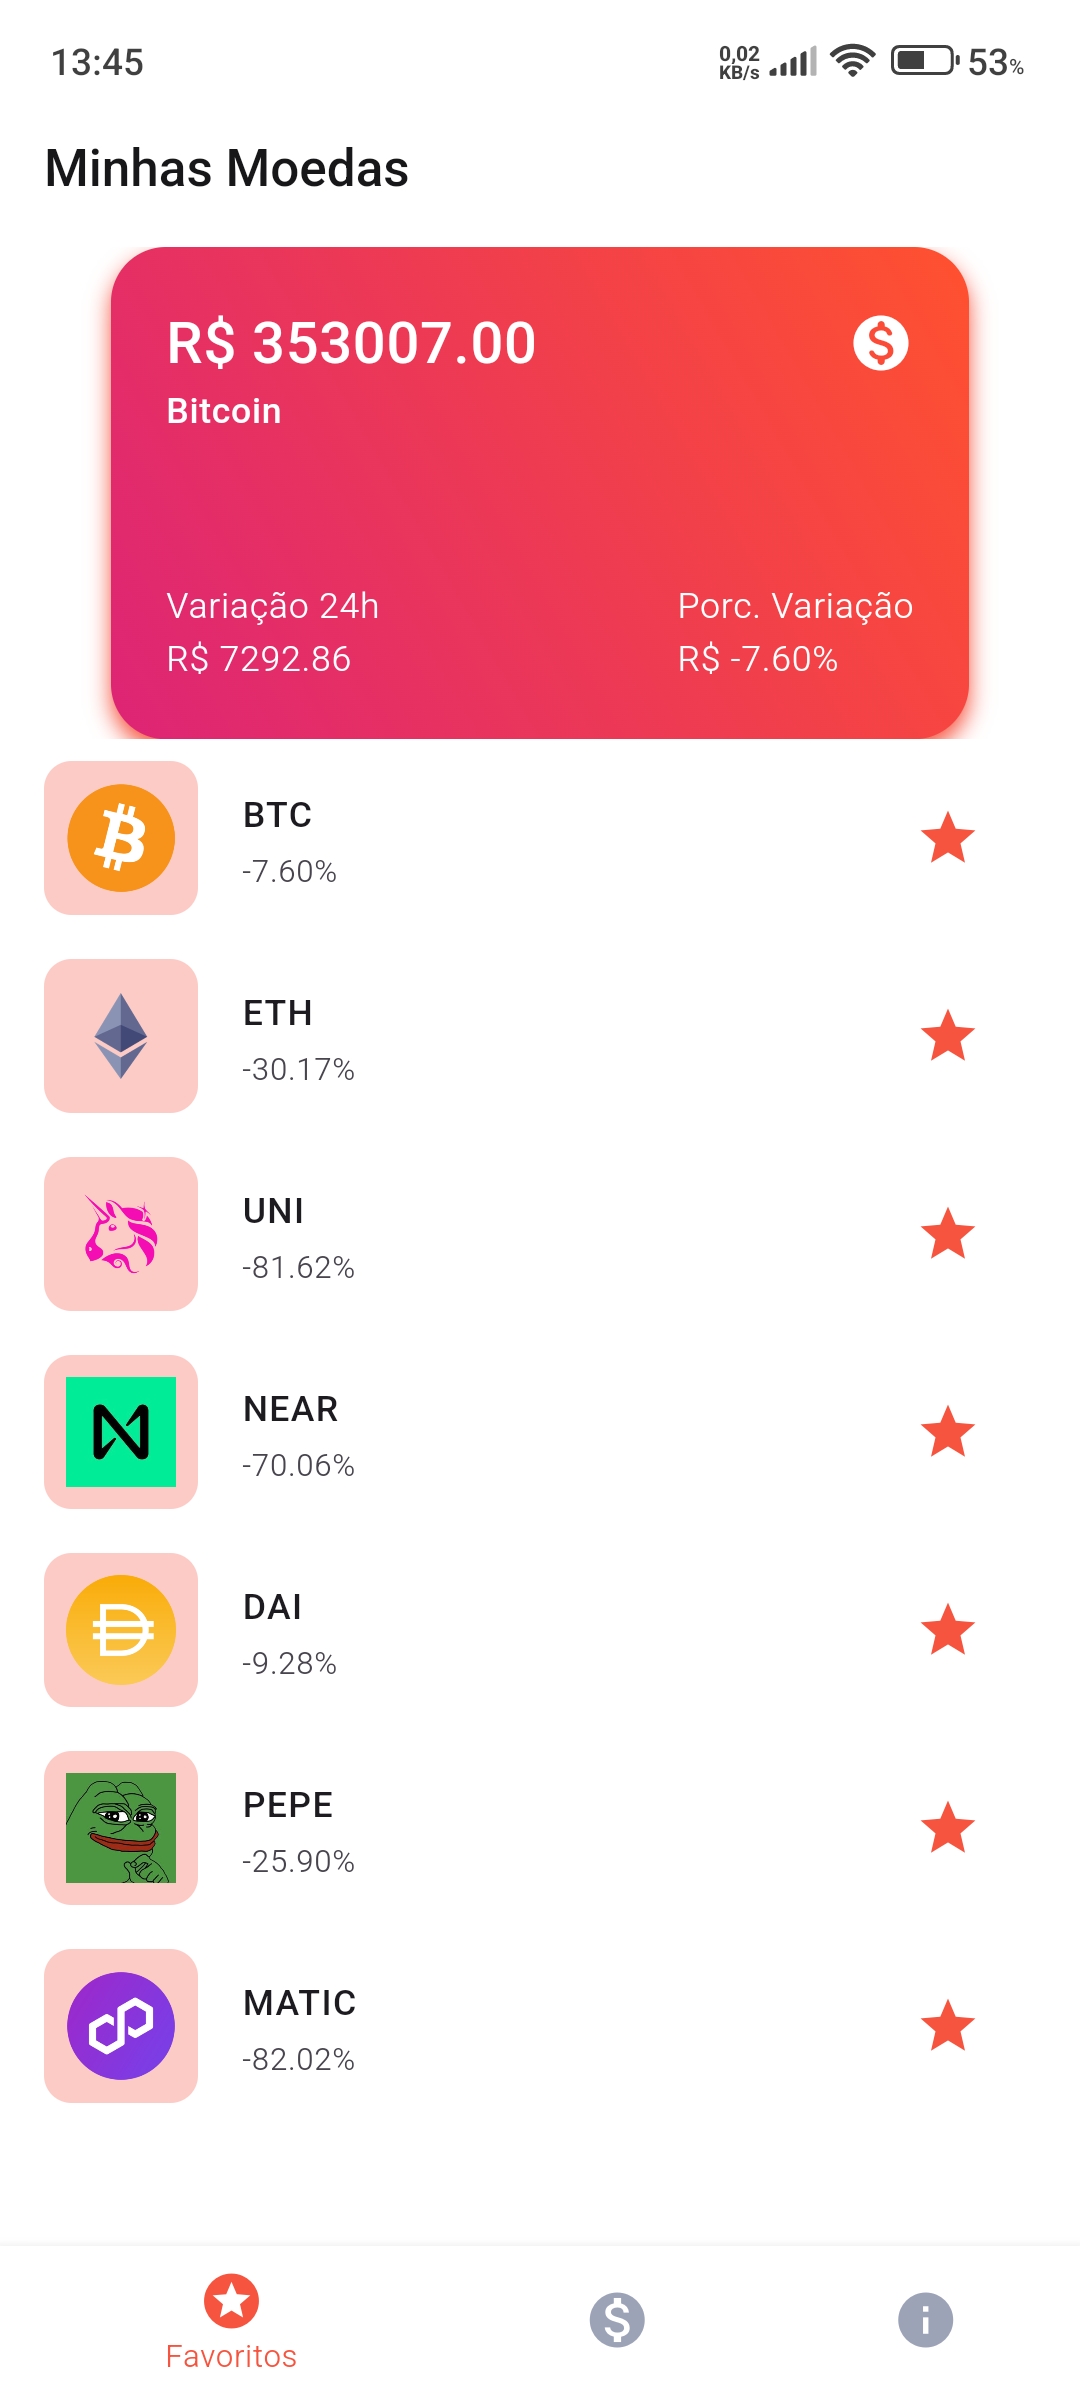 13:45
0,02
KB/s
53%
Minhas Moedas
R$ 353007.00
Bitcoin
Variação 24h
Porc. Variação
R$ 7292.86
R$ -7.60%
BTC
-7.60%
ETH
-30.17%
UNI
-81.62%
NEAR
-70.06%
DAI
-9.28%
PEPE
-25.90%
MATIC
-82.02%
Favoritos